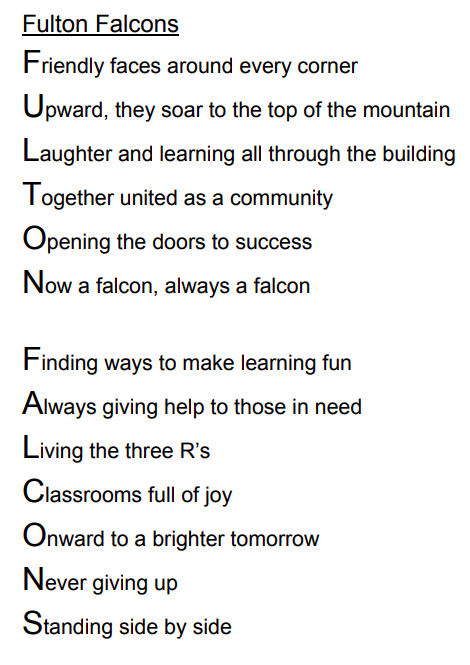 Fulton Falcons
Friendly faces around every corner
Upward, they soar to the top of the mountain
Laughter and learning all through the building
Together united as a community
Opening the doors to success
Now a falcon, always a falcon
Finding ways to make learning fun
Always giving help to those in need
Living the three R’s
Classrooms full of joy
Onward to a brighter tomorrow
Never giving up
Standing side by side